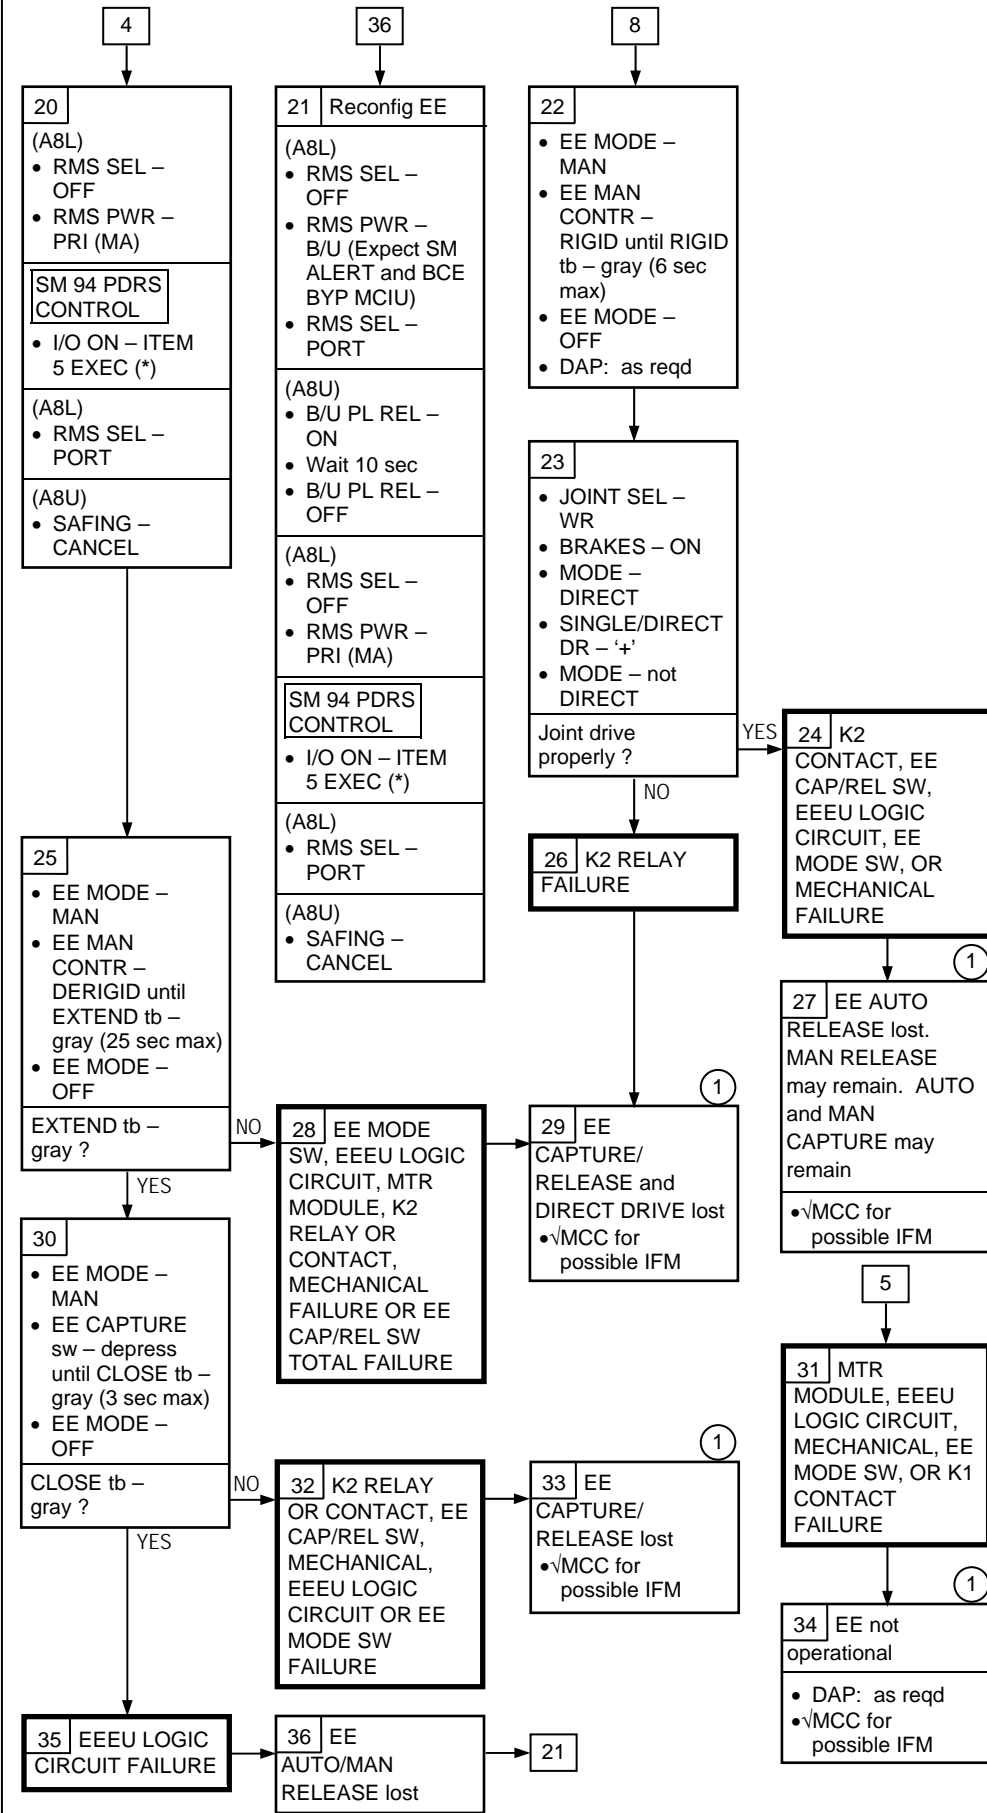 4
20
(A8L)
• RMS SEL –
OFF
• RMS PWR –
PRI (MA)
SM 94 PDRS
CONTROL
• I/O ON – ITEM
5 EXEC (*)
(A8L)
• RMS SEL –
PORT
(A8U)
• SAFING –
CANCEL
25
• EE MODE –
MAN
• EE MAN
CONTR –
DERIGID until
EXTEND tb –
gray (25 sec max)
• EE MODE –
OFF
EXTEND tb –
gray ?
NO
YES
30
• EE MODE –
MAN
• EE CAPTURE
sw – depress
until CLOSE tb –
gray (3 sec max)
• EE MODE –
OFF
CLOSE tb –
gray ?
NO
YES
35 EEEU LOGIC
CIRCUIT FAILURE
36
21 Reconfig EE
(A8L)
• RMS SEL –
OFF
• RMS PWR –
B/U (Expect SM
ALERT and BCE
BYP MCIU)
• RMS SEL –
PORT
(A8U)
• B/U PL REL –
ON
• Wait 10 sec
• B/U PL REL –
OFF
(A8L)
• RMS SEL –
OFF
• RMS PWR –
PRI (MA)
SM 94 PDRS
CONTROL
• I/O ON – ITEM
5 EXEC (*)
(A8L)
• RMS SEL –
PORT
(A8U)
• SAFING –
CANCEL
28 EE MODE
SW, EEEU LOGIC
CIRCUIT, MTR
MODULE, K2
RELAY OR
CONTACT,
MECHANICAL
FAILURE OR EE
CAP/REL SW
TOTAL FAILURE
32 K2 RELAY
OR CONTACT, EE
CAP/REL SW,
MECHANICAL,
EEEU LOGIC
CIRCUIT OR EE
MODE SW
FAILURE
36 EE
AUTO/MAN
RELEASE lost
21
8
22
• EE MODE –
MAN
• EE MAN
CONTR –
RIGID until RIGID
tb – gray (6 sec
max)
• EE MODE –
OFF
• DAP: as reqd
23
• JOINT SEL –
WR
• BRAKES – ON
• MODE –
DIRECT
• SINGLE/DIRECT
DR – '+'
• MODE – not
DIRECT
Joint drive
properly ?
YES
NO
26 K2 RELAY
FAILURE
1
29 EE
CAPTURE/
RELEASE and
DIRECT DRIVE lost
•√MCC for
possible IFM
1
33 EE
CAPTURE/
RELEASE lost
•√MCC for
possible IFM
24 K2
CONTACT, EE
CAP/REL SW,
EEEU LOGIC
CIRCUIT, EE
MODE SW, OR
MECHANICAL
FAILURE
1
27 EE AUTO
RELEASE lost.
MAN RELEASE
may remain. AUTO
and MAN
CAPTURE may
remain
•√MCC for
possible IFM
5
31 MTR
MODULE, EEEU
LOGIC CIRCUIT,
MECHANICAL, EE
MODE SW, OR K1
CONTACT
FAILURE
1
34 EE not
operational
• DAP: as reqd
•√MCC for
possible IFM